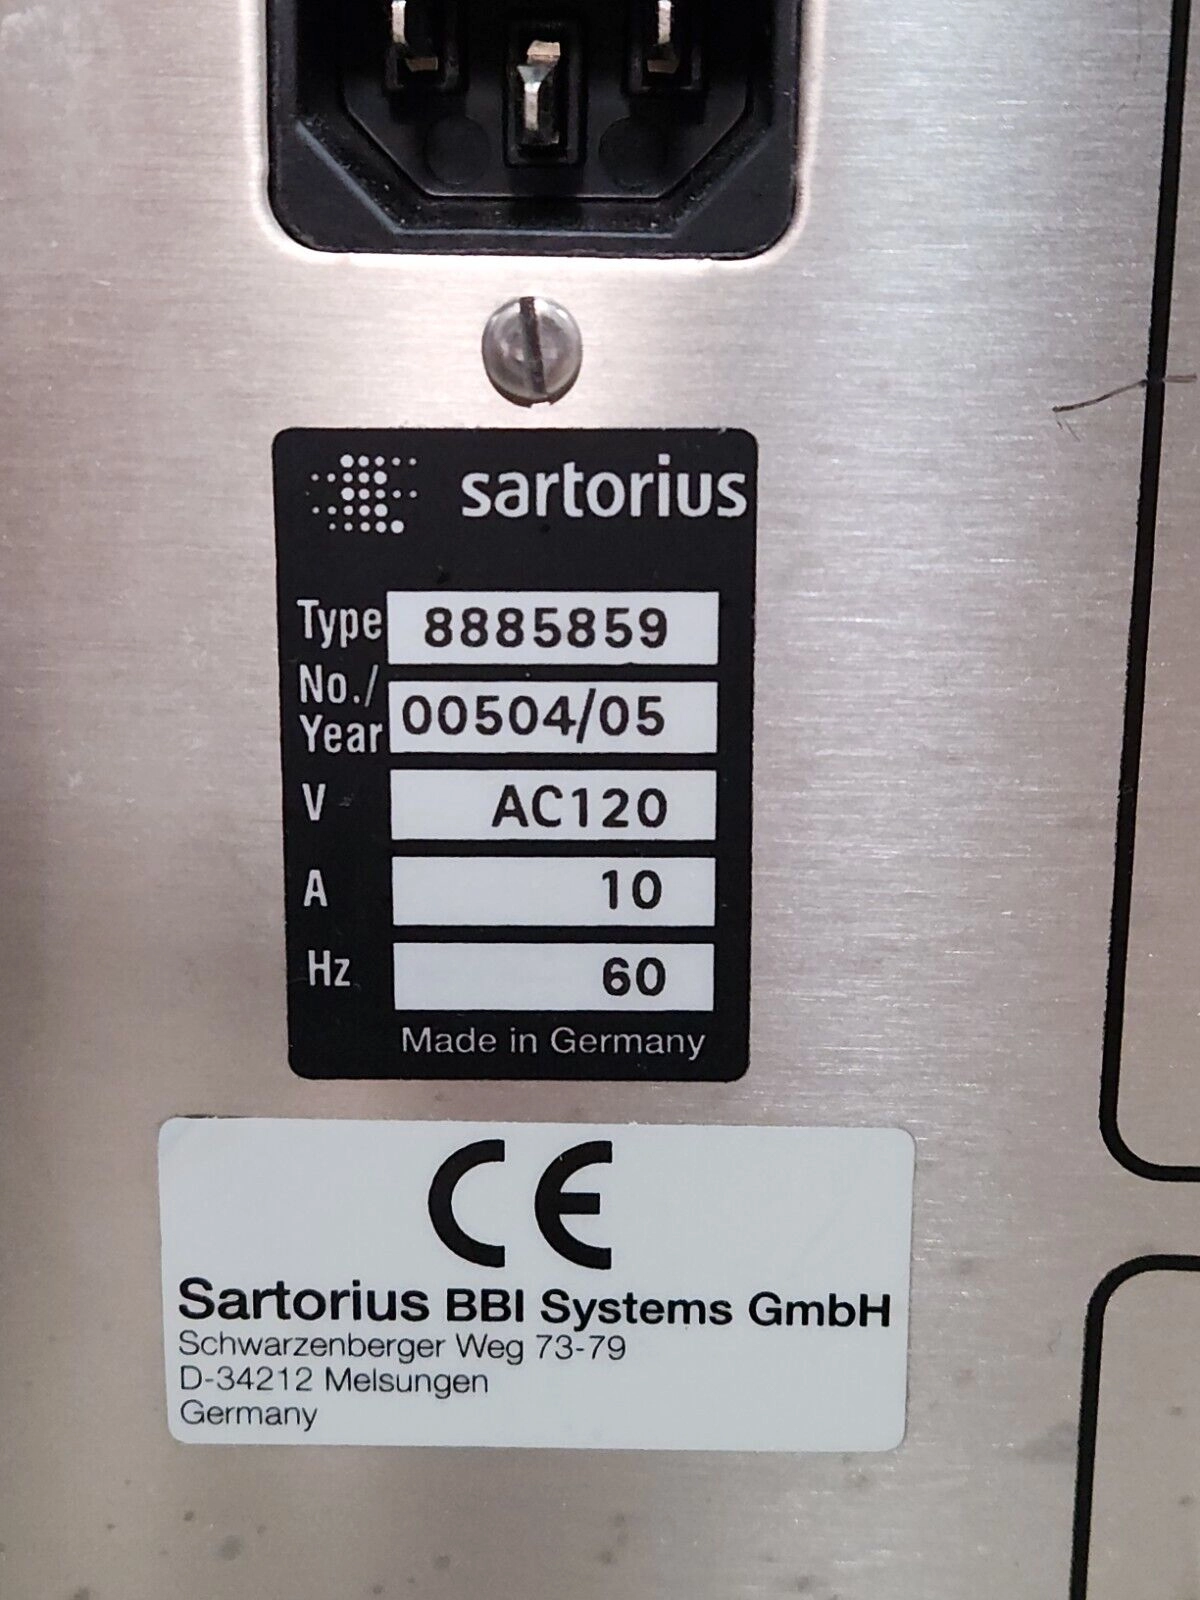 sartorius
Type 8885859
No./
Year 00504/05
V AC120
A 10
Hz 60
Made in Germany
CE
Sartorius BBI Systems GmbH
Schwarzenberger Weg 73-79
D-34212 Melsungen
Germany